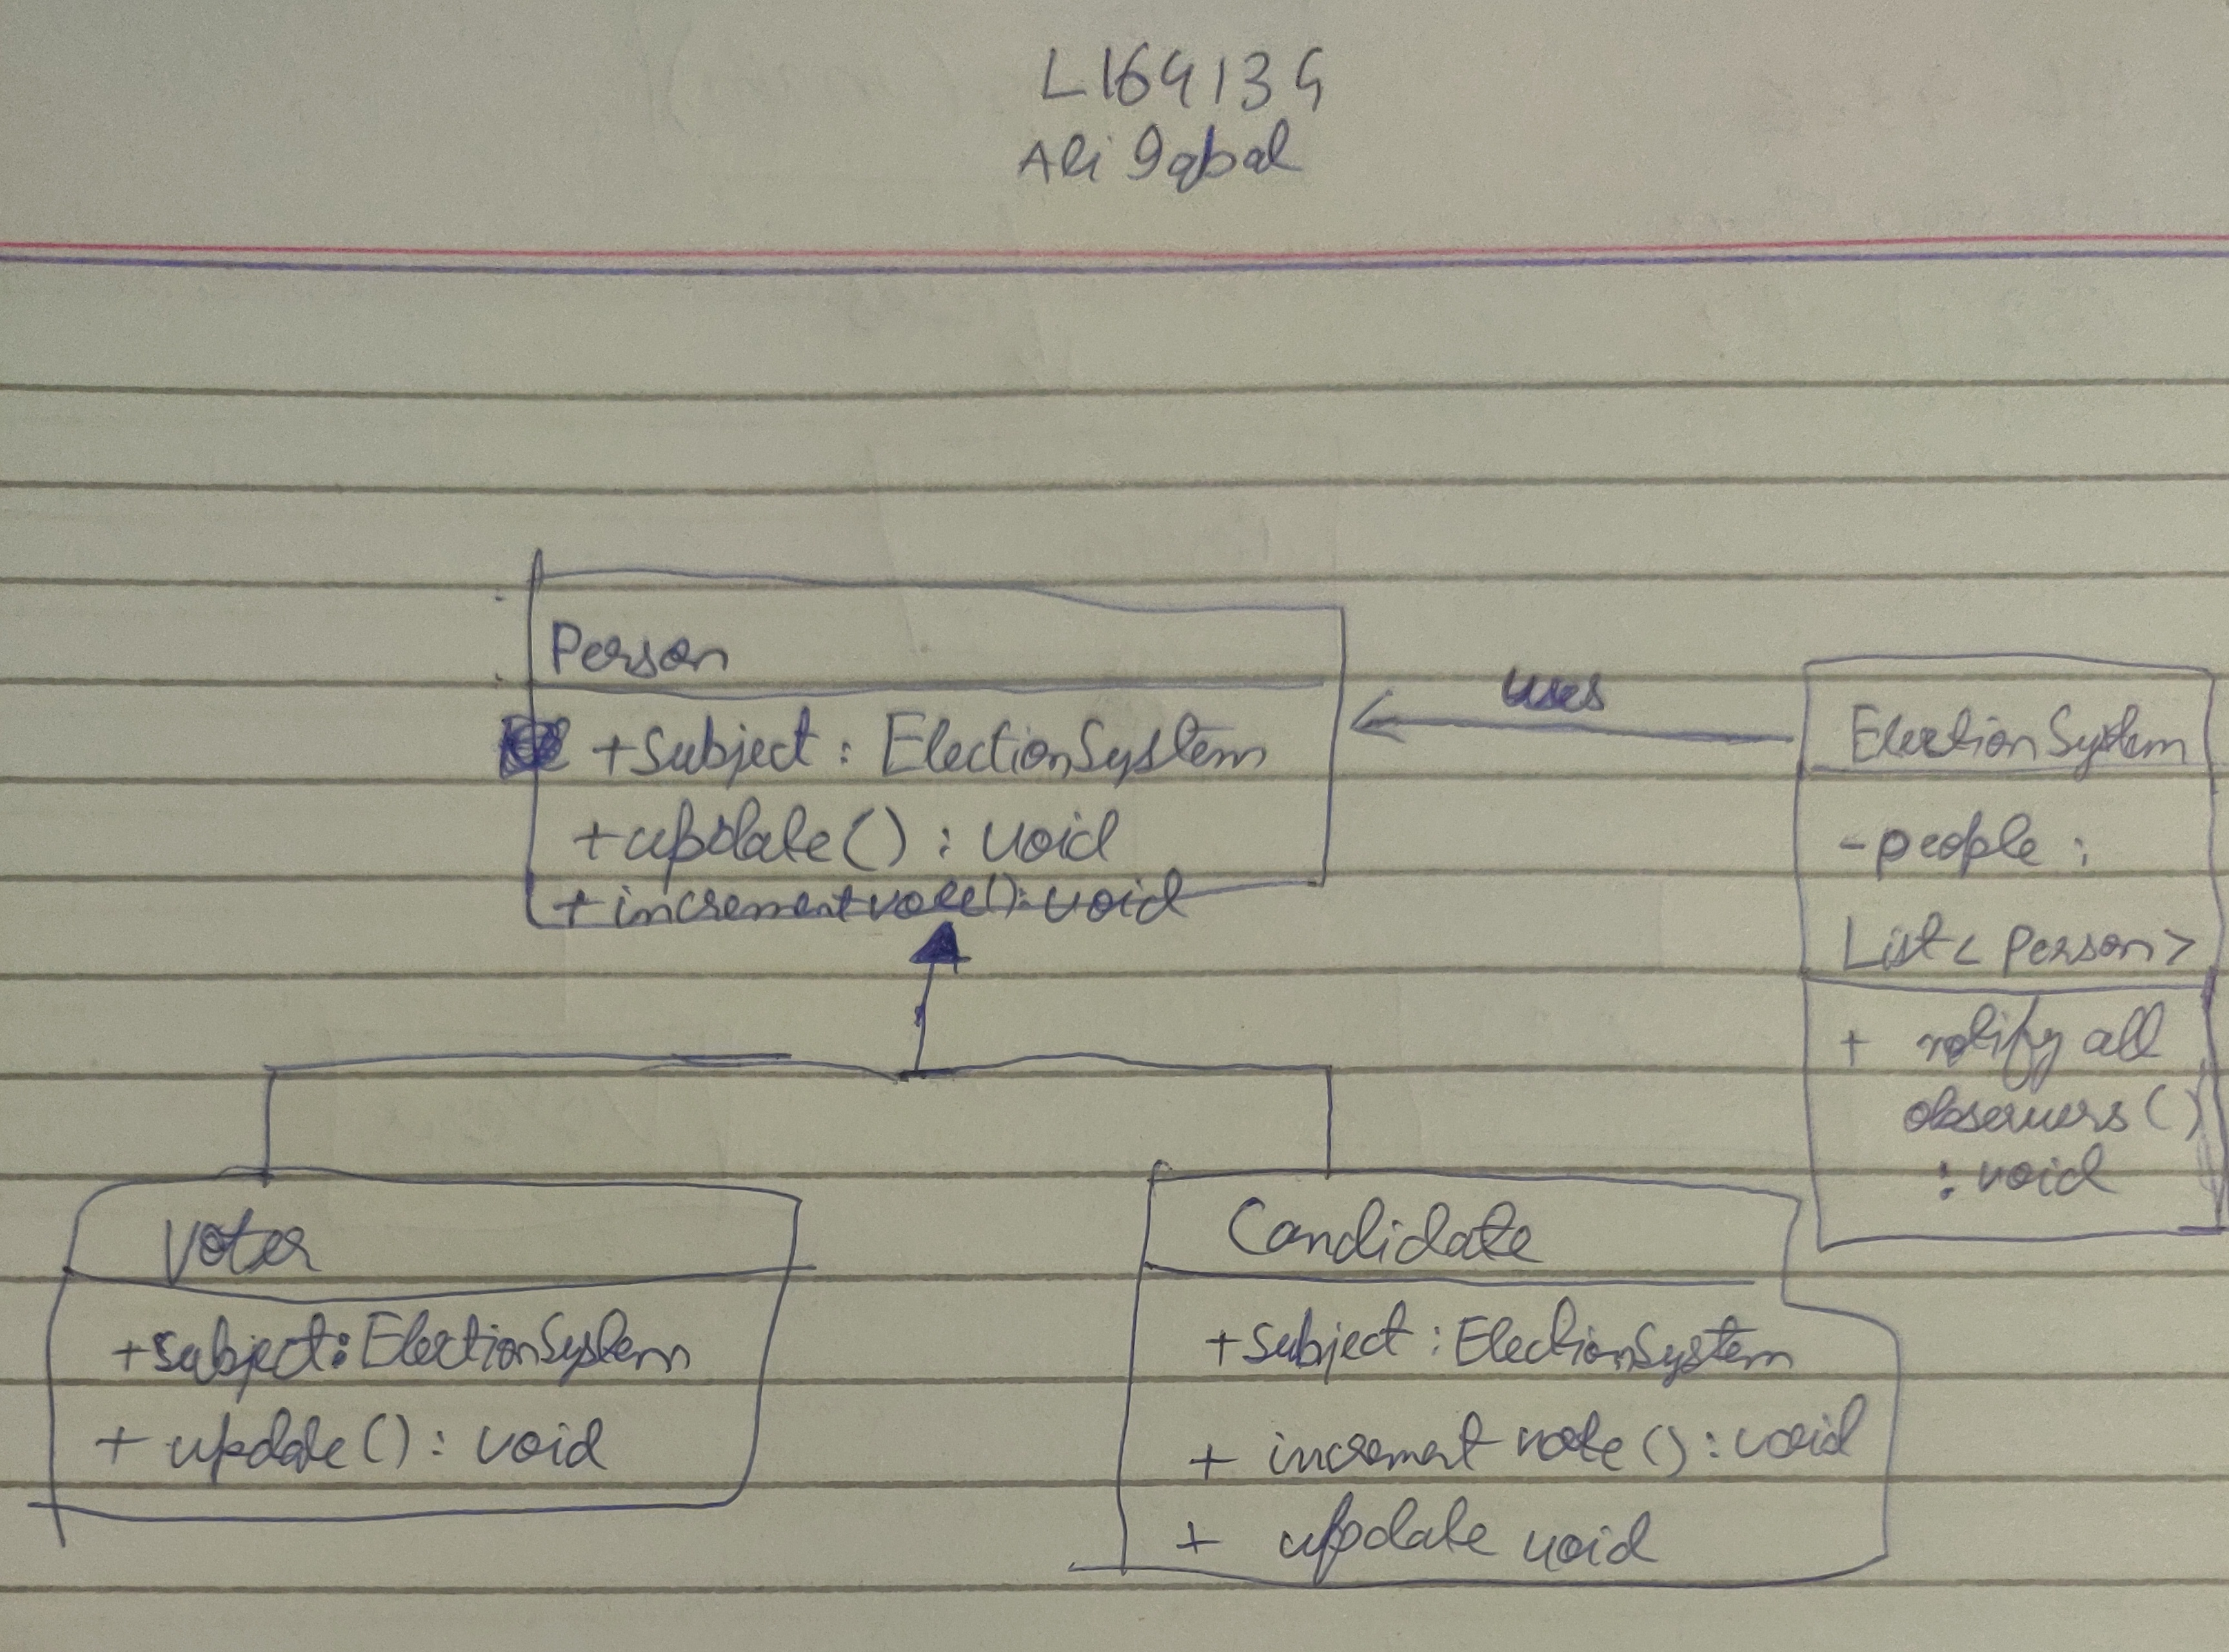 L164134
Ali Iqbal
Person
+Subject : ElectionSystem
+update() : void
+incrementvote():void
uses
ElectionSystem
-people :
List< Person>
+ notify all
observers()
: void
Voter
+subject:ElectionSystem
+ update() : void
Candidate
+Subject : ElectionSystem
+ increment vote() : void
+ update void